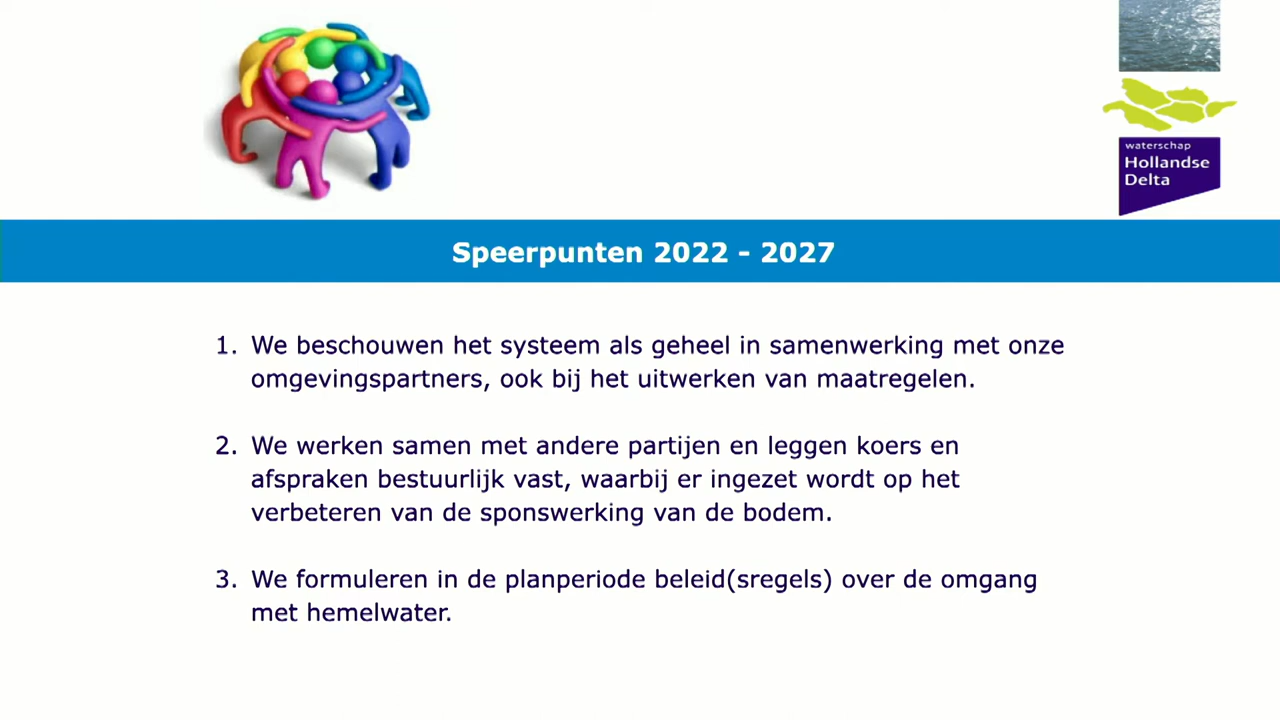 waterschap
Hollandse
Delta
Speerpunten 2022 - 2027
1. We beschouwen het systeem als geheel in samenwerking met onze
omgevingspartners, ook bij het uitwerken van maatregelen.
2. We werken samen met andere partijen en leggen koers en
afspraken bestuurlijk vast, waarbij er ingezet wordt op het
verbeteren van de sponswerking van de bodem.
3. We formuleren in de planperiode beleid(sregels) over de omgang
met hemelwater.